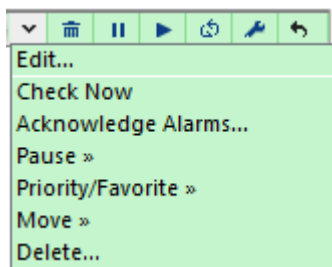 Edit...
Check Now
Acknowledge Alarms...
Pause »
Priority/Favorite »
Move »
Delete...